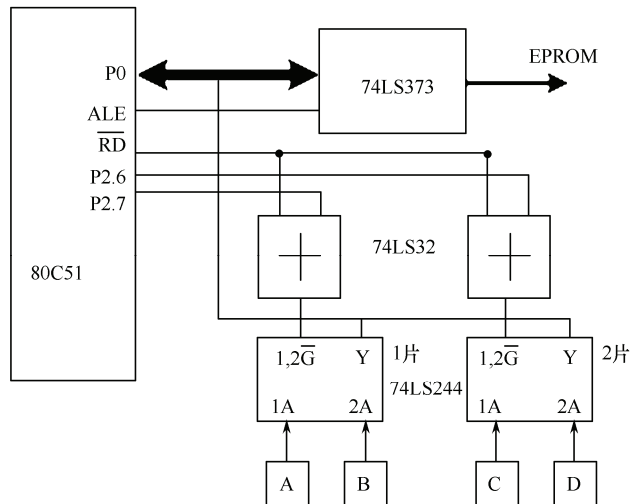 P0
74LS373
EPROM
ALE
R̅D̅
P2.6
P2.7
80C51
74LS32
1,2G̅
Y
1片
1,2G̅
Y
2片
74LS244
1A
2A
1A
2A
A
B
C
D